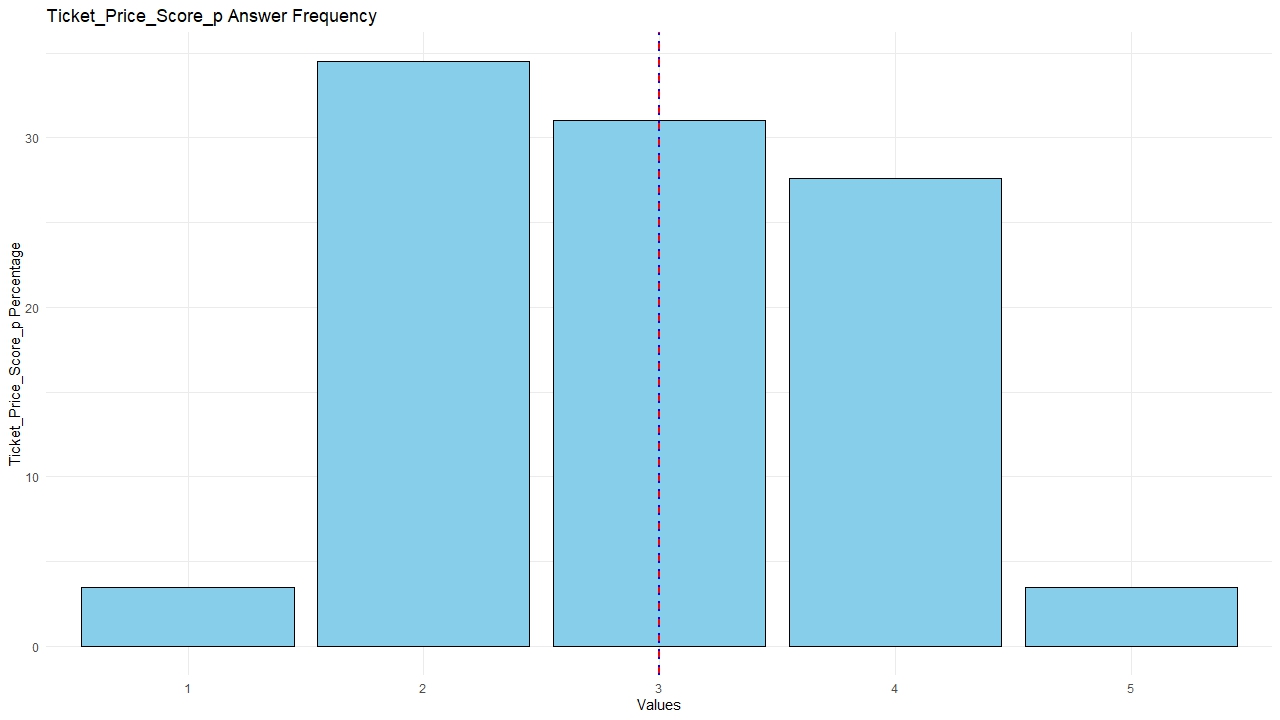 Ticket_Price_Score_p Answer Frequency
Ticket_Price_Score_p Percentage
30
20
10
0
1 2 3 4 5
Values